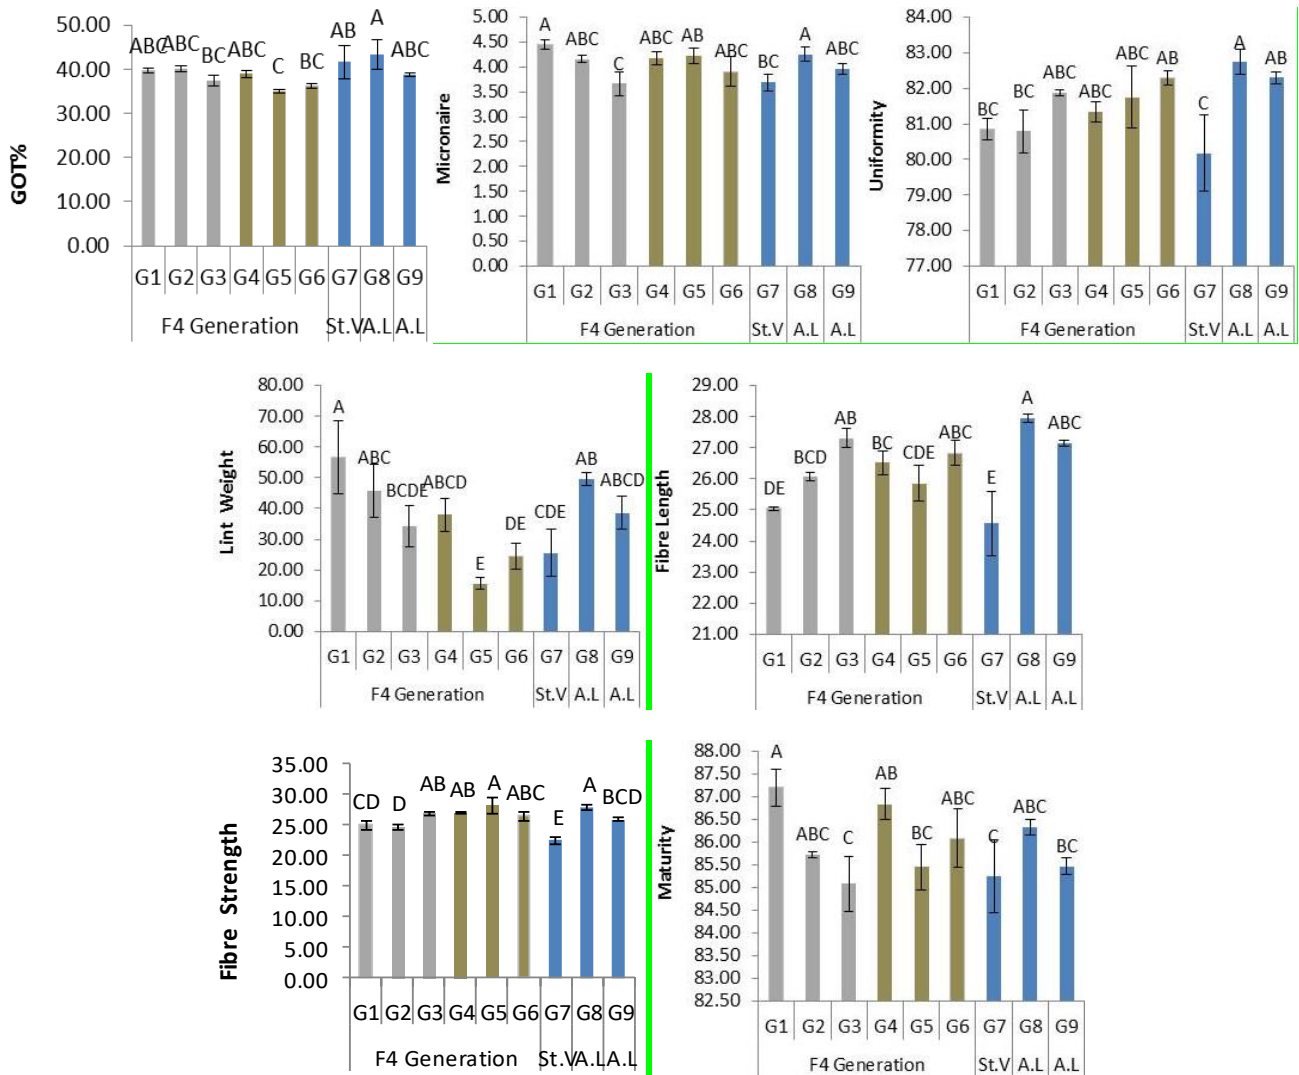 GOT%
50.00
40.00
30.00
20.00
10.00
0.00
ABC ABC BC ABC C BC AB A ABC
G1 G2 G3 G4 G5 G6 G7 G8 G9
F4 Generation St.V A.L A.L
Micronaire
5.00
4.50
4.00
3.50
3.00
2.50
2.00
1.50
1.00
0.50
0.00
A ABC C ABC AB ABC BC A ABC
G1 G2 G3 G4 G5 G6 G7 G8 G9
F4 Generation St.V A.L A.L
Uniformity
84.00
83.00
82.00
81.00
80.00
79.00
78.00
77.00
BC BC ABC ABC ABC AB C A AB
G1 G2 G3 G4 G5 G6 G7 G8 G9
F4 Generation St.V A.L A.L
Lint Weight
80.00
70.00
60.00
50.00
40.00
30.00
20.00
10.00
0.00
A ABC BCDE ABCD E DE CDE AB ABCD
G1 G2 G3 G4 G5 G6 G7 G8 G9
F4 Generation St.V A.L A.L
Fibre Length
29.00
28.00
27.00
26.00
25.00
24.00
23.00
22.00
21.00
DE BCD AB BC CDE ABC E A ABC
G1 G2 G3 G4 G5 G6 G7 G8 G9
F4 Generation St.V A.L A.L
Fibre Strength
35.00
30.00
25.00
20.00
15.00
10.00
5.00
0.00
CD D AB AB A ABC E A BCD
G1 G2 G3 G4 G5 G6 G7 G8 G9
F4 Generation St.V A.L A.L
Maturity
88.00
87.50
87.00
86.50
86.00
85.50
85.00
84.50
84.00
83.50
83.00
82.50
A ABC C AB BC ABC C ABC BC
G1 G2 G3 G4 G5 G6 G7 G8 G9
F4 Generation St.V A.L A.L